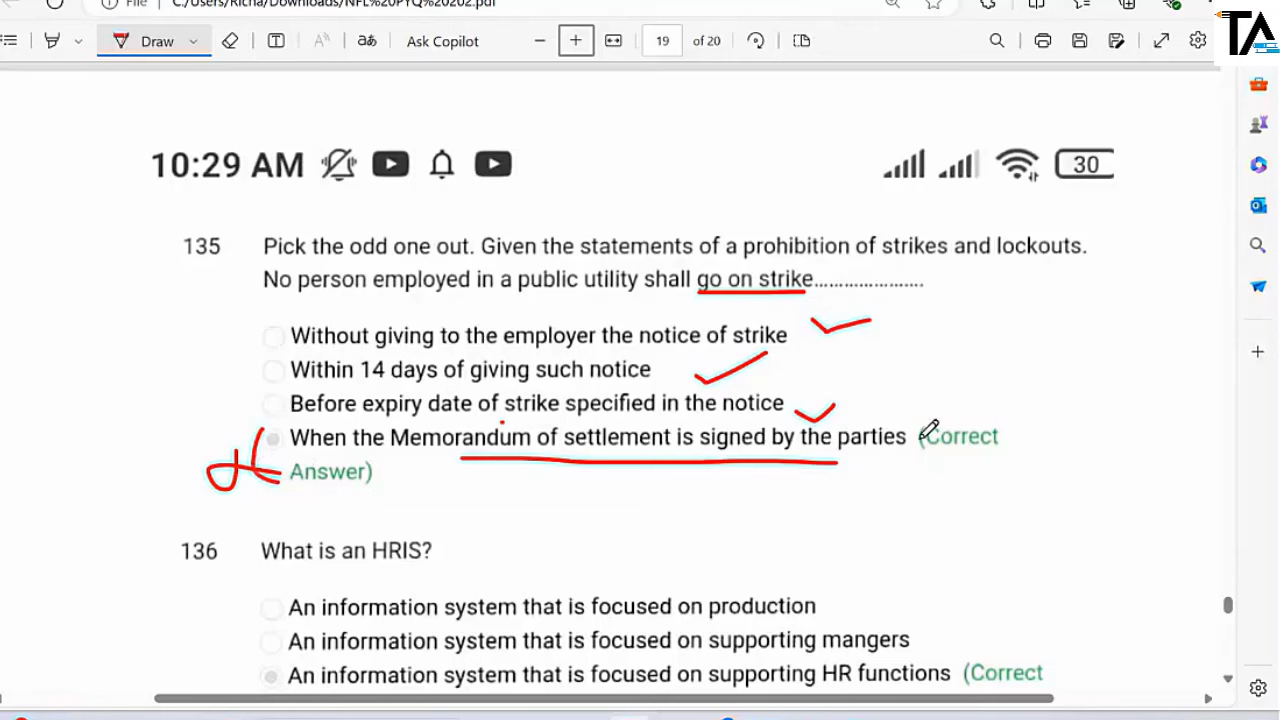 File C:/Users/Richa/Downloads/NFL%20PYQ%202.pdf
Draw aあ Ask Copilot 19 of 20
TA
10:29 AM 30
135 Pick the odd one out. Given the statements of a prohibition of strikes and lockouts.
No person employed in a public utility shall go on strike......................
Without giving to the employer the notice of strike
Within 14 days of giving such notice
Before expiry date of strike specified in the notice
When the Memorandum of settlement is signed by the parties (Correct
Answer)
136 What is an HRIS?
An information system that is focused on production
An information system that is focused on supporting mangers
An information system that is focused on supporting HR functions (Correct